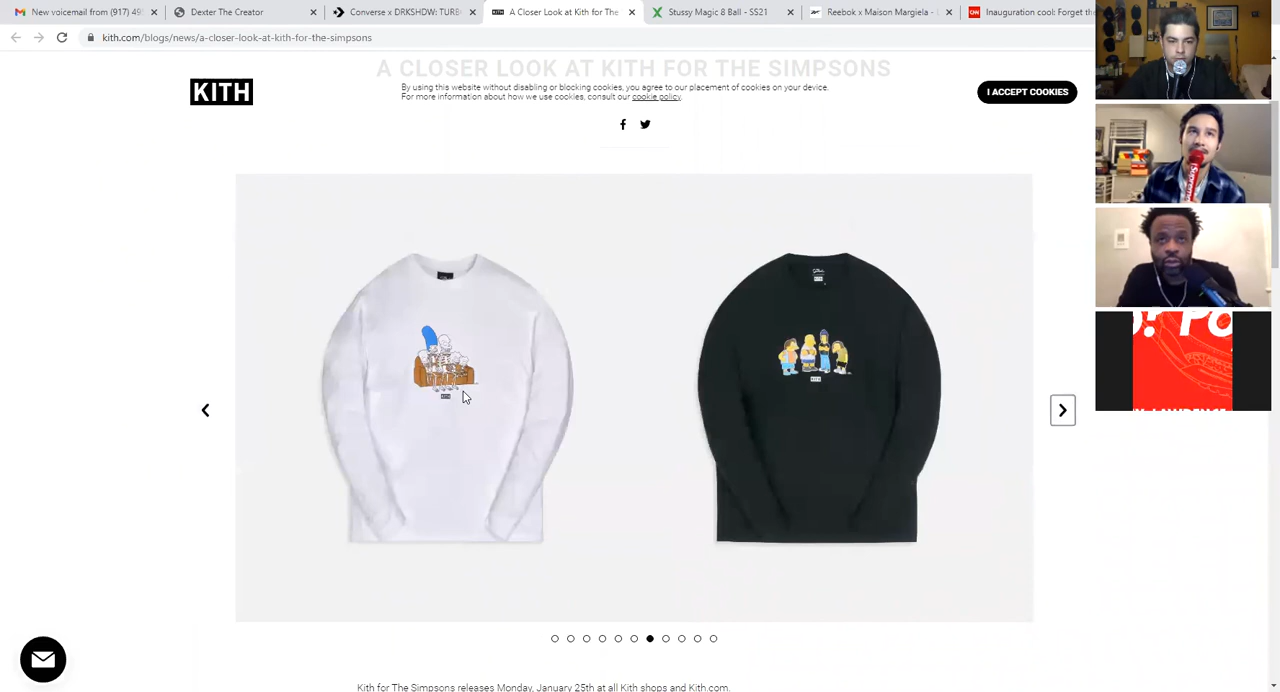 New voicemail from (917) 49
Dexter The Creator
Converse x DRKSHDW: TURB
A Closer Look at Kith for The
Stussy Magic 8 Ball - SS21
Reebok x Maison Margiela -
Inauguration cool: Forget the
kith.com/blogs/news/a-closer-look-at-kith-for-the-simpsons
A CLOSER LOOK AT KITH FOR THE SIMPSONS
KITH
By using this website without disabling or blocking cookies, you agree to our placement of cookies on your device.
For more information about how we use cookies, consult our cookie policy.
I ACCEPT COOKIES
Supreme
KITH
KITH
KITH
Kith for The Simpsons releases Monday, January 25th at all Kith shops and Kith.com.